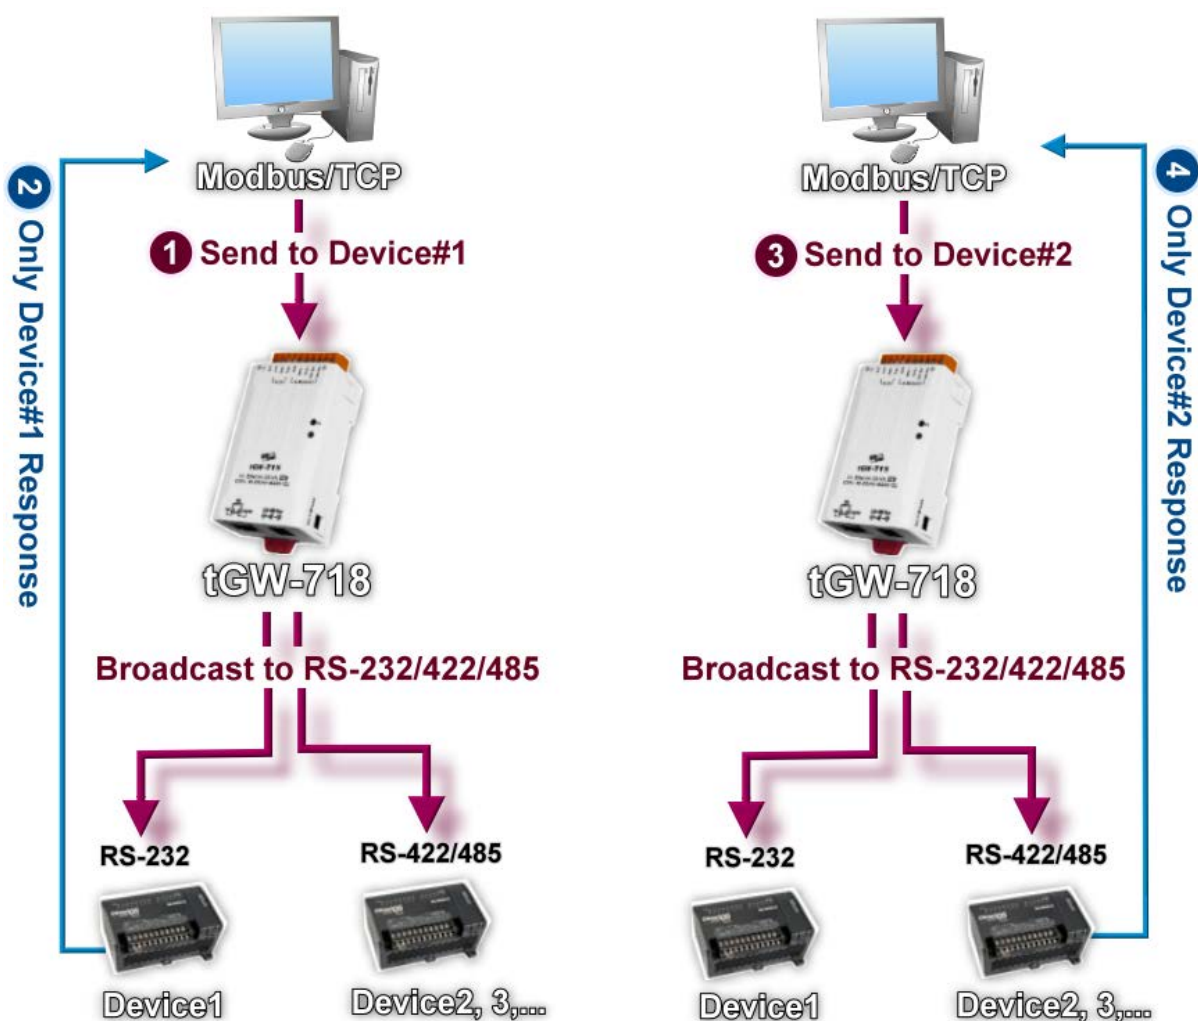 Modbus/TCP
1 Send to Device#1
2 Only Device#1 Response
tGW-718
Broadcast to RS-232/422/485
RS-232
RS-422/485
Device1
Device2, 3,...
Modbus/TCP
3 Send to Device#2
4 Only Device#2 Response
tGW-718
Broadcast to RS-232/422/485
RS-232
RS-422/485
Device1
Device2, 3,...